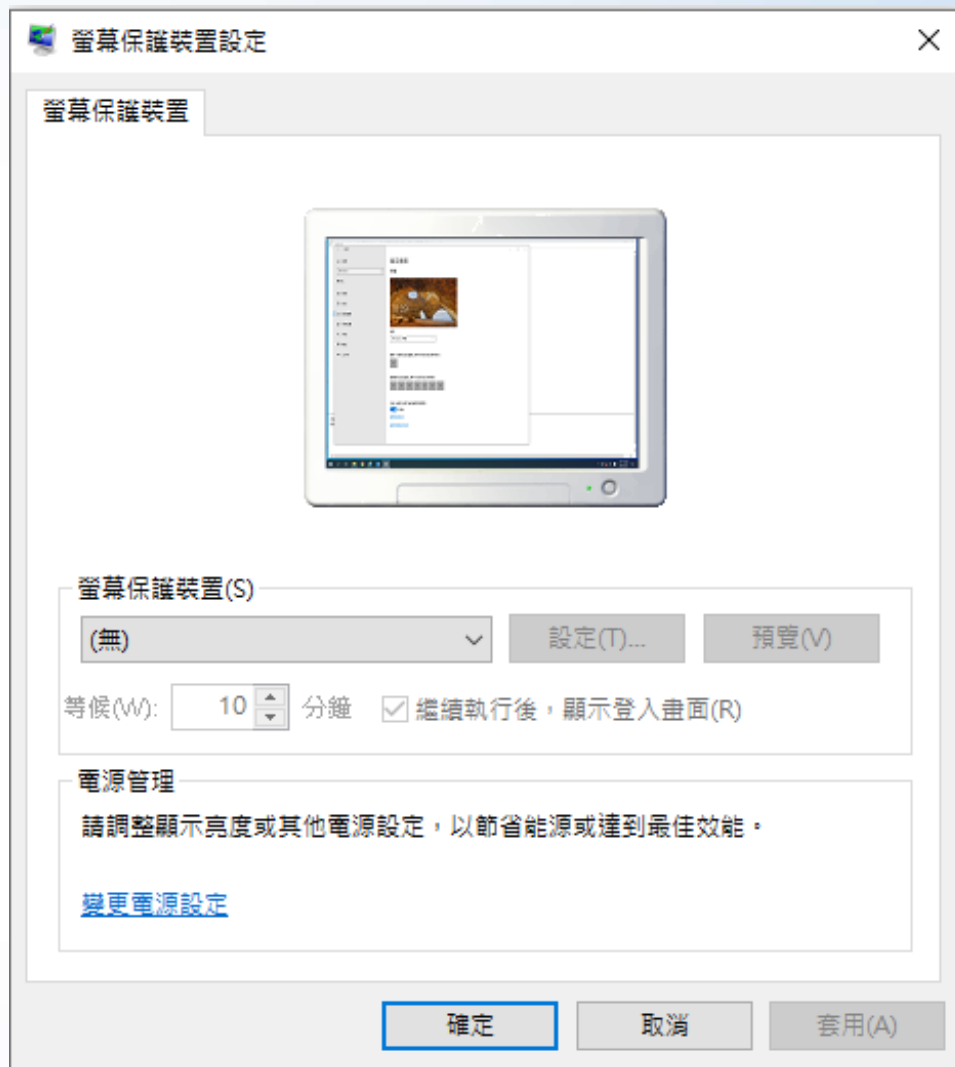 螢幕保護裝置設定
螢幕保護裝置
螢幕保護裝置(S)
(無)
設定(T)...
預覽(V)
等候(W): 10 分鐘 繼續執行後，顯示登入畫面(R)
電源管理
請調整顯示亮度或其他電源設定，以節省能源或達到最佳效能。
變更電源設定
確定 取消 套用(A)